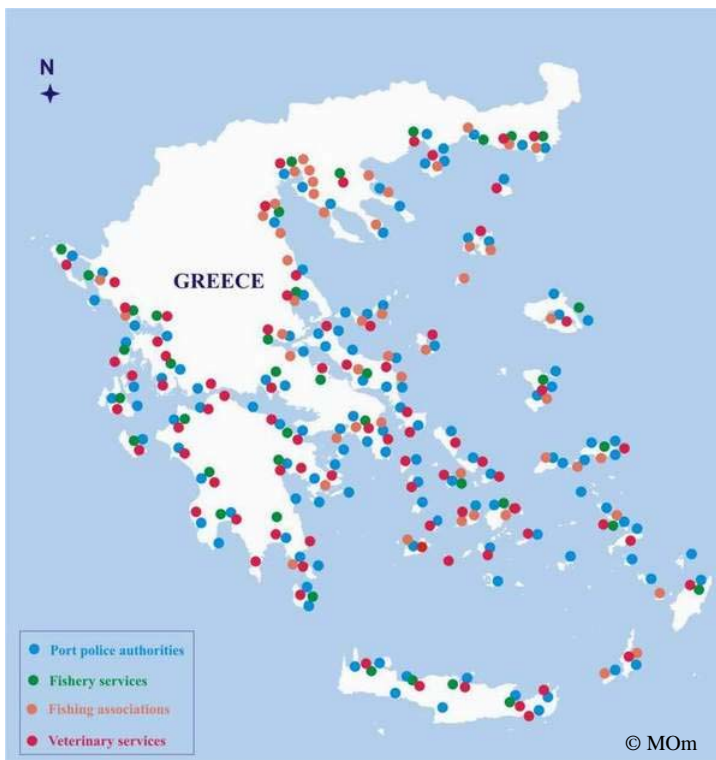 N
GREECE
Port police authorities
Fishery services
Fishing associations
Veterinary services
© MOm